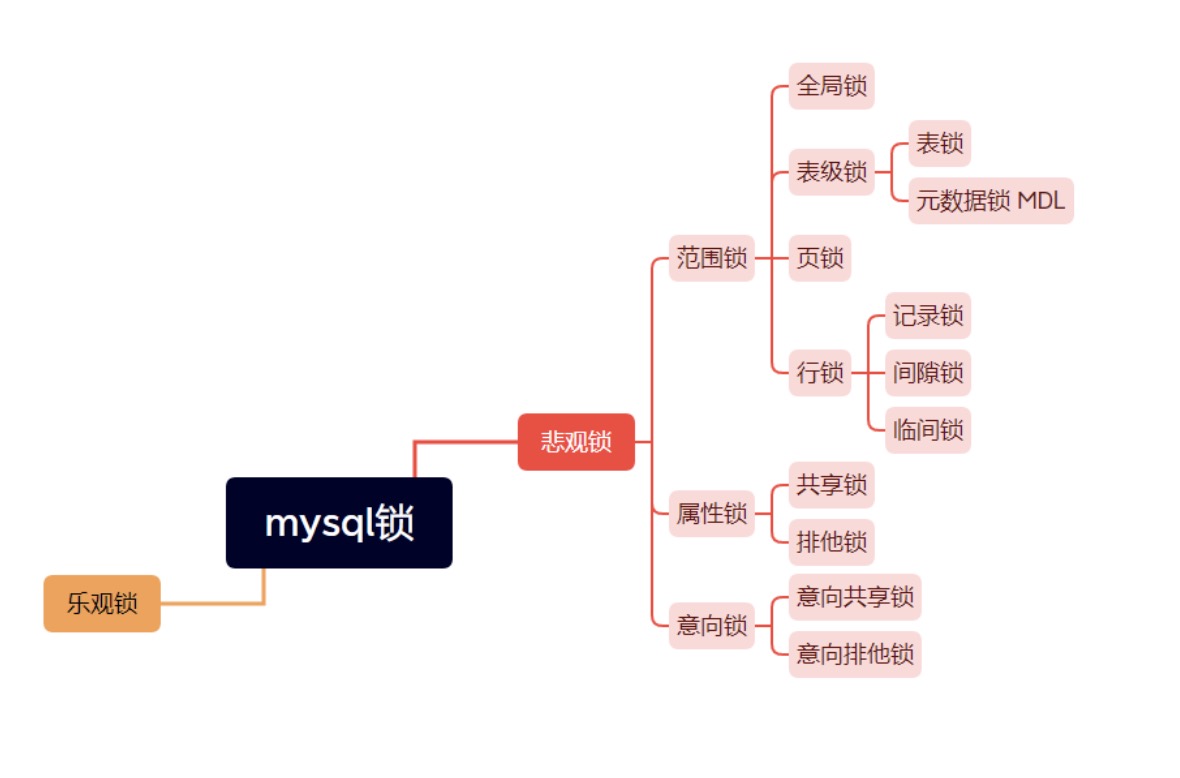 全局锁
表锁
表级锁
元数据锁 MDL
范围锁
页锁
记录锁
行锁
间隙锁
临间锁
悲观锁
共享锁
属性锁
排他锁
mysql锁
意向共享锁
乐观锁
意向锁
意向排他锁